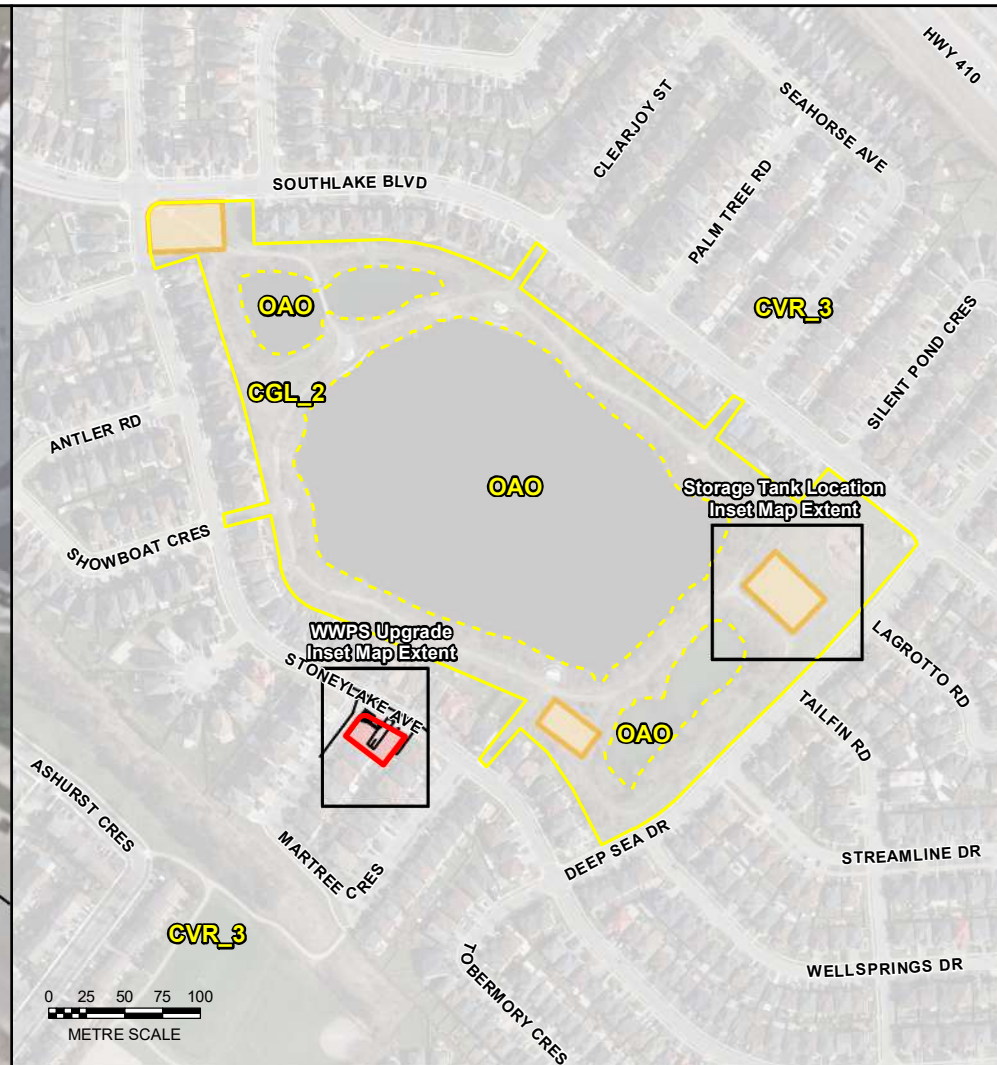 HWY 410
CLEARJOY ST
SEAHORSE AVE
SOUTHLAKE BLVD
PALM TREE RD
OAO
CVR_3
SILENT POND CRES
CGL_2
ANTLER RD
OAO
Storage Tank Location
Inset Map Extent
SHOWBOAT CRES
WWPS Upgrade
Inset Map Extent
STONEYLAKE AVE
LAGROTTO RD
TAILFIN RD
OAO
ASHURST CRES
MARTREE CRES
DEEP SEA DR
STREAMLINE DR
CVR_3
TOBERMORY CRES
WELLSPRINGS DR
0 25 50 75 100
METRE SCALE